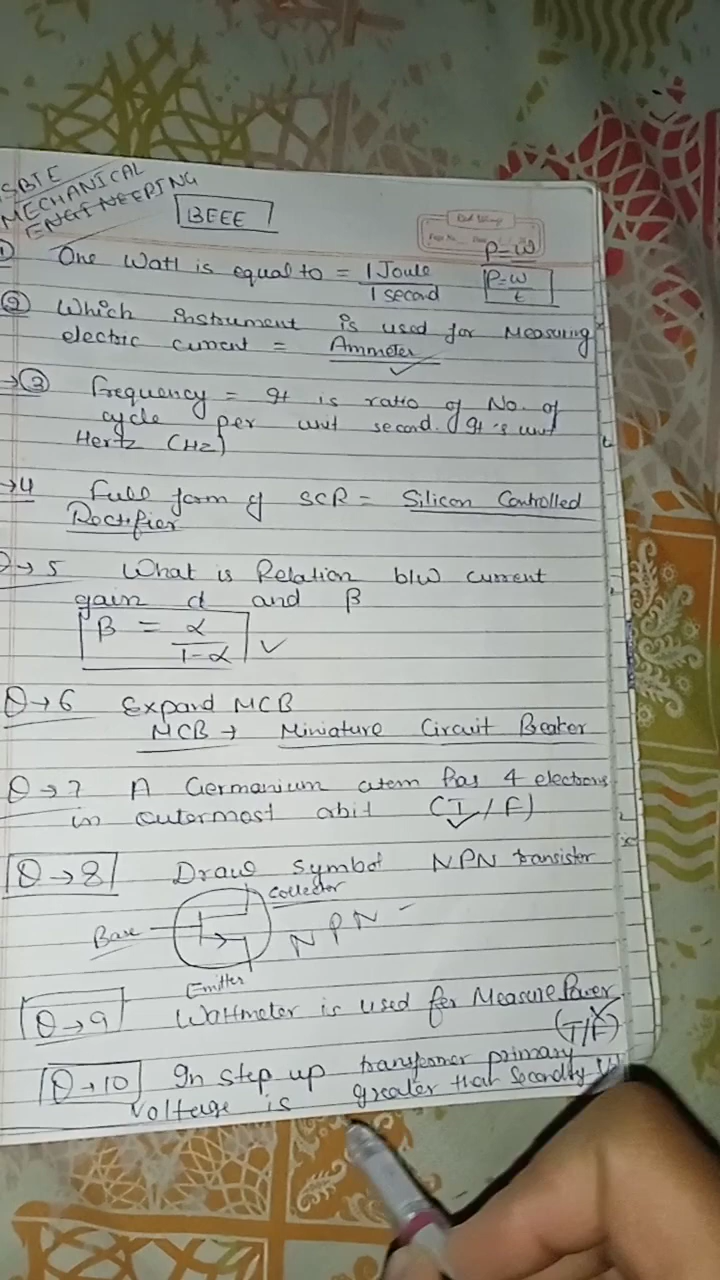 SBTE
MECHANICAL
ENGINEERING
BEEE
P=w
① One Watt is equal to = 1 Joule / 1 second P=w/t
② Which instrument is used for Measuring
electric current = Ammeter
→③ frequency = It is ratio of No. of
cycle per unit second. It's unit
Hertz (Hz)
→4 Full form of SCR = Silicon Controlled
Rectifier
Q→5 What is Relation b/w current
gain α and β
β = α / 1-α
Q→6 Expand MCB
MCB → Miniature Circuit Beaker
Q→7 A Germanium atom has 4 electrons
in outermost orbit (T/F)
Q→8 Draw symbol NPN transistor
Collector
Base
NPN
Emitter
Q→9 Wattmeter is used for Measure Power
(T/F)
Q→10 In step up transformer primary
voltage is greater that Secondary